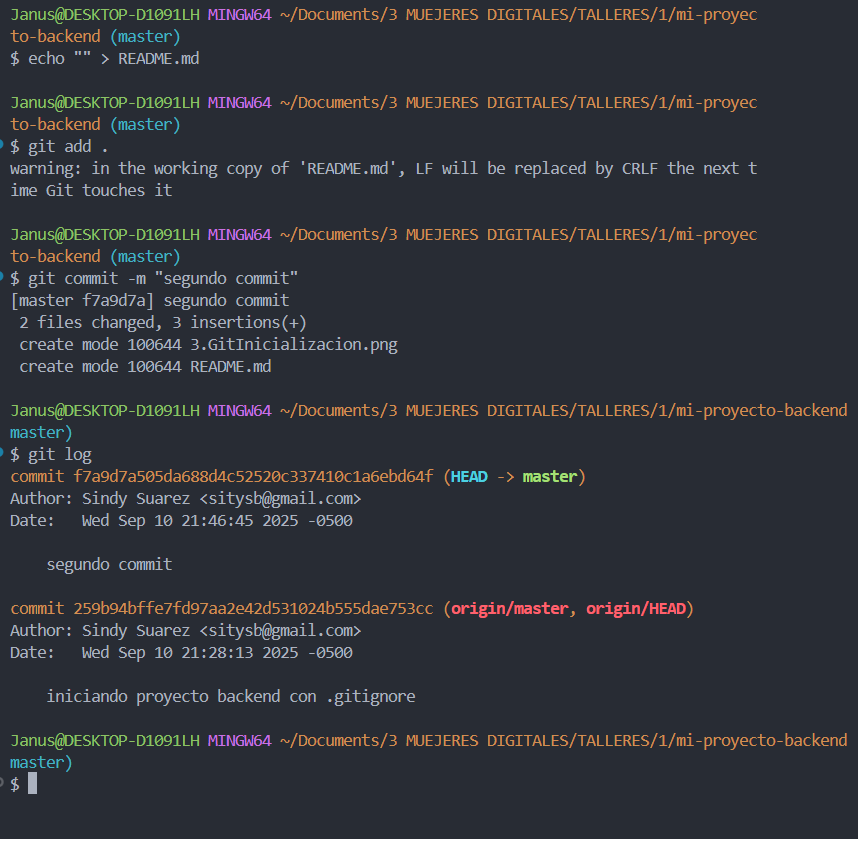 Janus@DESKTOP-D1091LH MINGW64 ~/Documents/3 MUEJERES DIGITALES/TALLERES/1/mi-proyec
to-backend (master)
$ echo "" > README.md
Janus@DESKTOP-D1091LH MINGW64 ~/Documents/3 MUEJERES DIGITALES/TALLERES/1/mi-proyec
to-backend (master)
$ git add .
warning: in the working copy of 'README.md', LF will be replaced by CRLF the next t
ime Git touches it
Janus@DESKTOP-D1091LH MINGW64 ~/Documents/3 MUEJERES DIGITALES/TALLERES/1/mi-proyec
to-backend (master)
$ git commit -m "segundo commit"
[master f7a9d7a] segundo commit
 2 files changed, 3 insertions(+)
 create mode 100644 3.GitInicializacion.png
 create mode 100644 README.md
Janus@DESKTOP-D1091LH MINGW64 ~/Documents/3 MUEJERES DIGITALES/TALLERES/1/mi-proyecto-backend
master)
$ git log
commit f7a9d7a505da688d4c52520c337410c1a6ebd64f (HEAD -> master)
Author: Sindy Suarez <sitysb@gmail.com>
Date:   Wed Sep 10 21:46:45 2025 -0500
    segundo commit
commit 259b94bffe7fd97aa2e42d531024b555dae753cc (origin/master, origin/HEAD)
Author: Sindy Suarez <sitysb@gmail.com>
Date:   Wed Sep 10 21:28:13 2025 -0500
    iniciando proyecto backend con .gitignore
Janus@DESKTOP-D1091LH MINGW64 ~/Documents/3 MUEJERES DIGITALES/TALLERES/1/mi-proyecto-backend
master)
$